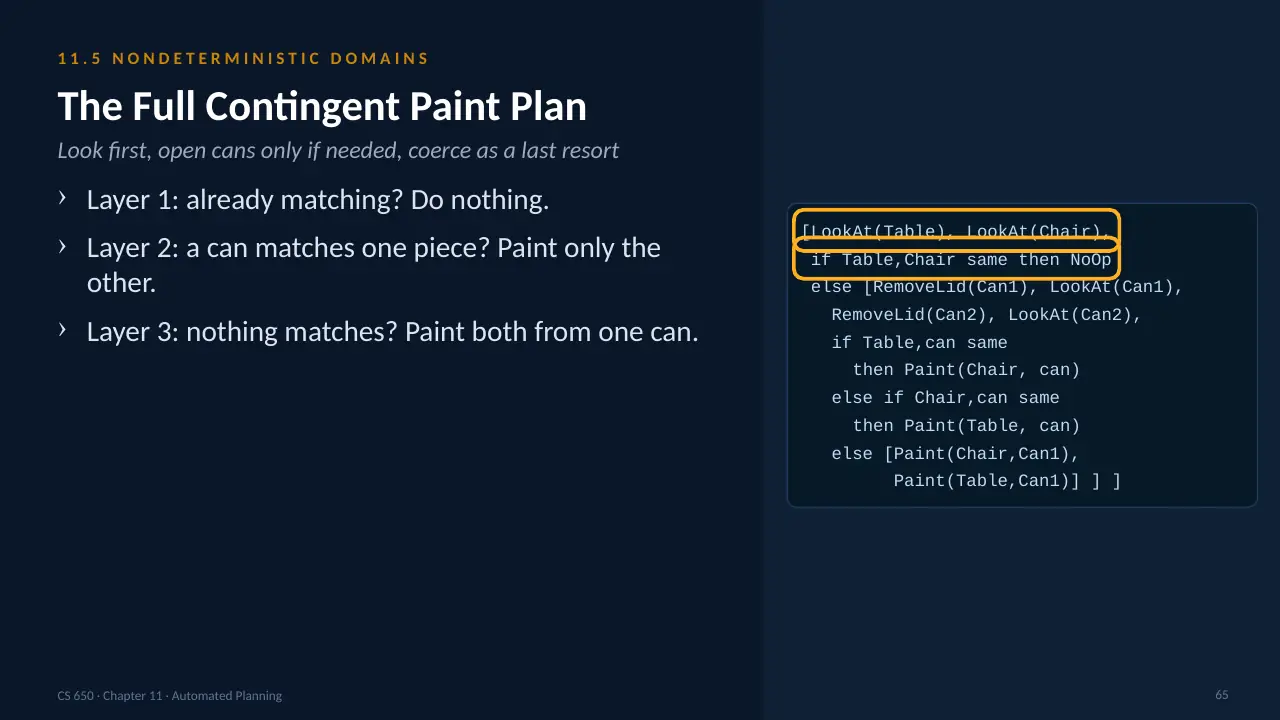 11.5 NONDETERMINISTIC DOMAINS
The Full Contingent Paint Plan
Look first, open cans only if needed, coerce as a last resort
› Layer 1: already matching? Do nothing.
› Layer 2: a can matches one piece? Paint only the
other.
› Layer 3: nothing matches? Paint both from one can.
[LookAt(Table), LookAt(Chair),
if Table,Chair same then NoOp
else [RemoveLid(Can1), LookAt(Can1),
RemoveLid(Can2), LookAt(Can2),
if Table,can same
then Paint(Chair, can)
else if Chair,can same
then Paint(Table, can)
else [Paint(Chair,Can1),
Paint(Table,Can1)] ] ]
CS 650 · Chapter 11 · Automated Planning
65